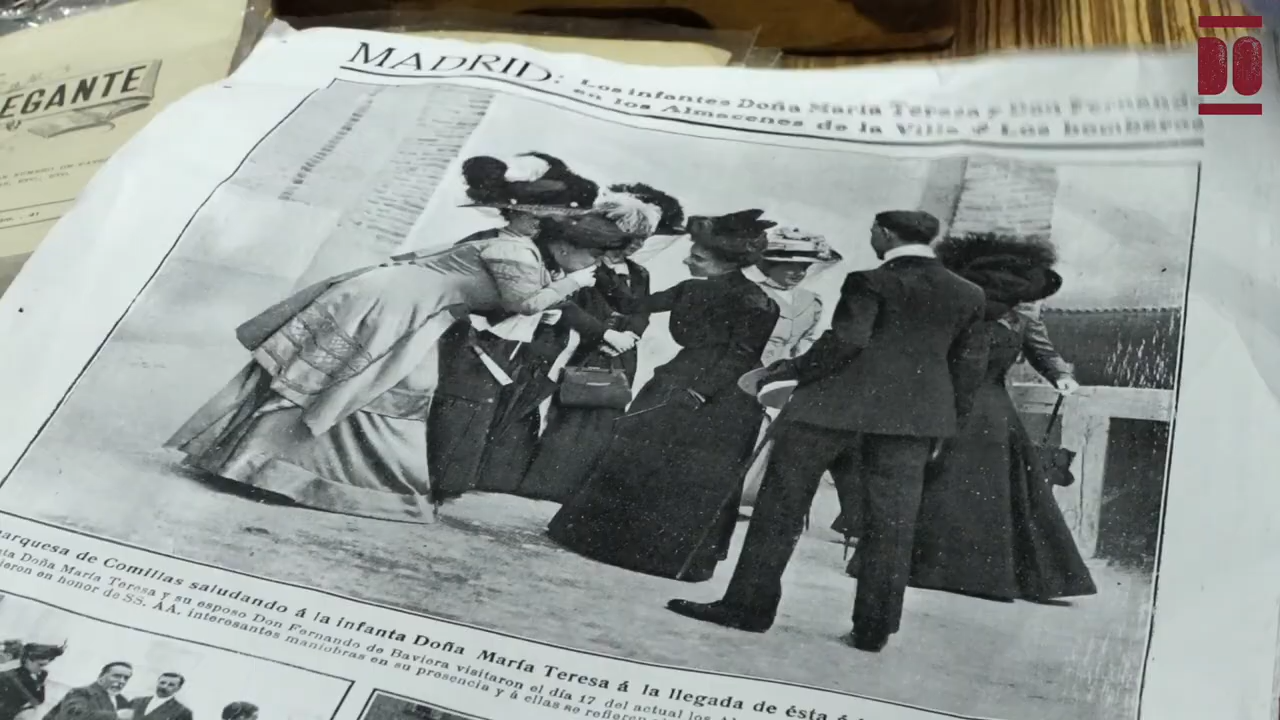 DO
EGANTE
MADRID: Los infantes Doña María Teresa y Don Fernando
en los Almacenes de la Villa Los bomberos
arquesa de Comillas saludando á la infanta Doña María Teresa á la llegada de ésta á
nta Doña María Teresa y su esposo Don Fernando de Baviera visitaron el día 17 del actual los
ieron en honor de SS. AA. interesantes maniobras en su presencia y á ellas se refieren